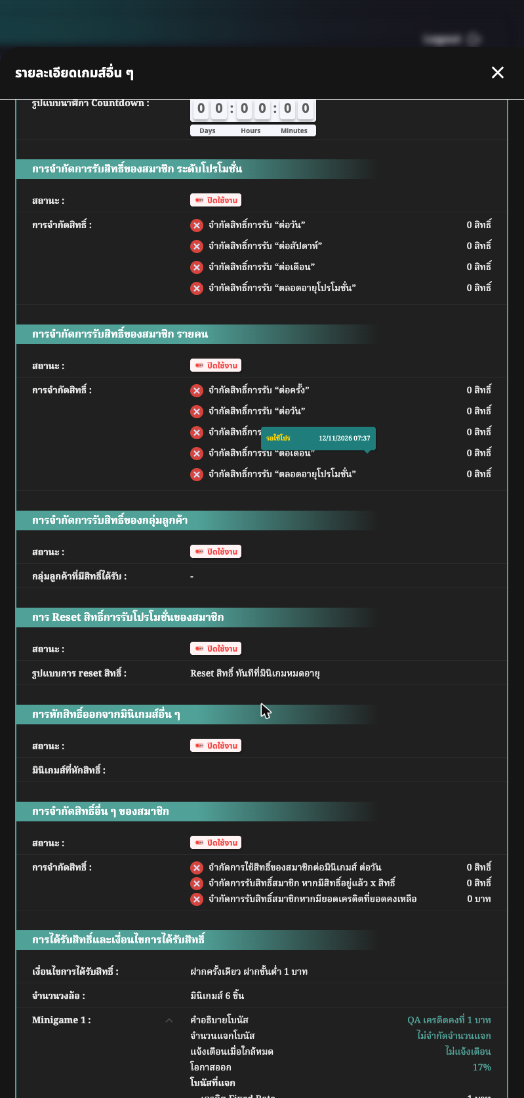 Logout
รายละเอียดเกมส์อื่น ๆ
รูปแบบนาฬิกา Countdown :
0 0 : 0 0 : 0 0
Days Hours Minutes
การจำกัดการรับสิทธิ์ของสมาชิก ระดับโปรโมชั่น
สถานะ : ปิดใช้งาน
การจำกัดสิทธิ์ : จำกัดสิทธิ์การรับ “ต่อวัน” 0 สิทธิ์
จำกัดสิทธิ์การรับ “ต่อสัปดาห์” 0 สิทธิ์
จำกัดสิทธิ์การรับ “ต่อเดือน” 0 สิทธิ์
จำกัดสิทธิ์การรับ “ตลอดอายุโปรโมชั่น” 0 สิทธิ์
การจำกัดการรับสิทธิ์ของสมาชิก รายคน
สถานะ : ปิดใช้งาน
การจำกัดสิทธิ์ : จำกัดสิทธิ์การรับ “ต่อครั้ง” 0 สิทธิ์
จำกัดสิทธิ์การรับ “ต่อวัน” 0 สิทธิ์
จำกัดสิทธิ์การ 0 สิทธิ์
รอใช้โปร 12/11/2026 07:37
จำกัดสิทธิ์การรับ “ต่อเดือน” 0 สิทธิ์
จำกัดสิทธิ์การรับ “ตลอดอายุโปรโมชั่น” 0 สิทธิ์
การจำกัดการรับสิทธิ์ของกลุ่มลูกค้า
สถานะ : ปิดใช้งาน
กลุ่มลูกค้าที่มีสิทธิ์ได้รับ : -
การ Reset สิทธิ์การรับโปรโมชั่นของสมาชิก
สถานะ : ปิดใช้งาน
รูปแบบการ reset สิทธิ์ : Reset สิทธิ์ ทันทีที่มินิเกมหมดอายุ
การหักสิทธิ์ออกจากมินิเกมส์อื่น ๆ
สถานะ : ปิดใช้งาน
มินิเกมส์ที่หักสิทธิ์ :
การจำกัดสิทธิ์อื่น ๆ ของสมาชิก
สถานะ : ปิดใช้งาน
การจำกัดสิทธิ์ : จำกัดการใช้สิทธิ์ของสมาชิกต่อมินิเกมส์ ต่อวัน 0 สิทธิ์
จำกัดการรับสิทธิ์สมาชิก หากมีสิทธิ์อยู่แล้ว x สิทธิ์ 0 สิทธิ์
จำกัดการรับสิทธิ์สมาชิกหากมียอดเครดิตที่ยอดคงเหลือ 0 บาท
การได้รับสิทธิ์และเงื่อนไขการได้รับสิทธิ์
เงื่อนไขการได้รับสิทธิ์ : ฝากครั้งเดียว ฝากขั้นต่ำ 1 บาท
จำนวนวงล้อ : มินิเกมส์ 6 ชิ้น
Minigame 1 : คำอธิบายโบนัส QA เครดิตคงที่ 1 บาท
จำนวนแจกโบนัส ไม่จำกัดจำนวนแจก
แจ้งเตือนเมื่อใกล้หมด ไม่แจ้งเตือน
โอกาสออก 17%
โบนัสที่แจก
เครดิต Fixed Rate 1 บาท